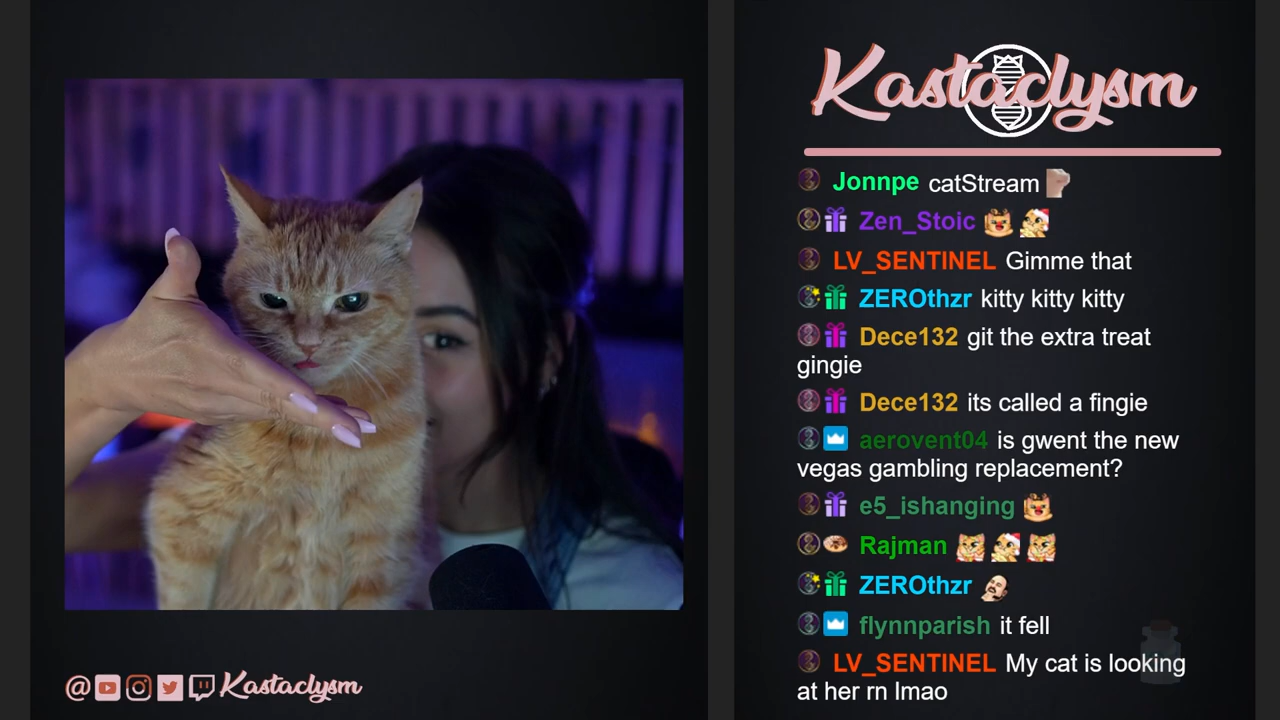 Kastaclysm
Jonnpe catStream
Zen_Stoic
LV_SENTINEL Gimme that
ZEROthzr kitty kitty kitty
Dece132 git the extra treat
gingie
Dece132 its called a fingie
aerovent04 is gwent the new
vegas gambling replacement?
e5_ishanging
Rajman
ZEROthzr
flynnparish it fell
LV_SENTINEL My cat is looking
at her rn lmao
@ Kastaclysm